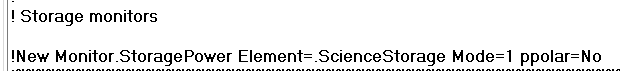 ! Storage monitors
!New Monitor.StoragePower Element=.ScienceStorage Mode=1 ppolar=No